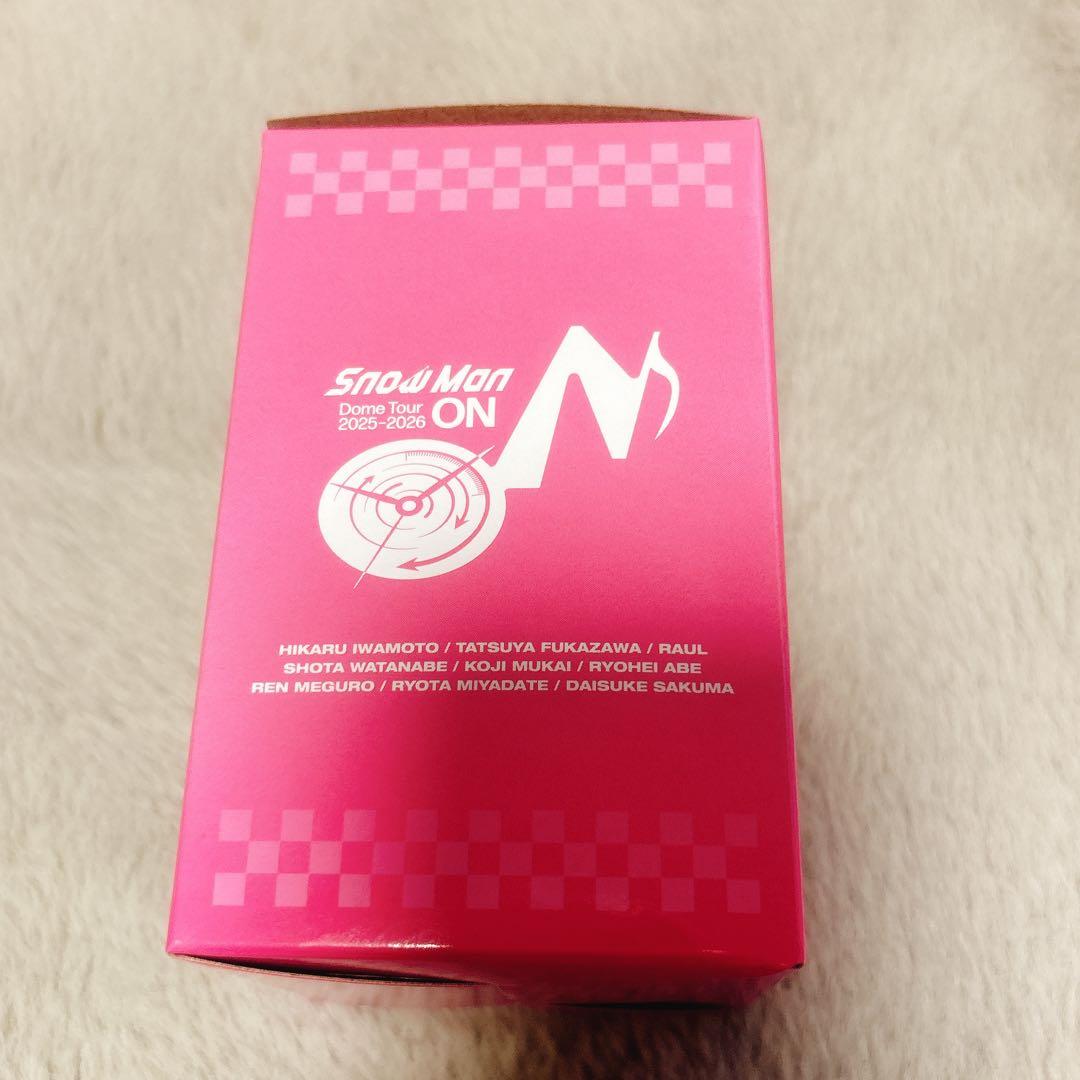 Snow Man
Dome Tour
2025-2026 ON
HIKARU IWAMOTO / TATSUYA FUKAZAWA / RAUL
SHOTA WATANABE / KOJI MUKAI / RYOHEI ABE
REN MEGURO / RYOTA MIYADATE / DAISUKE SAKUMA